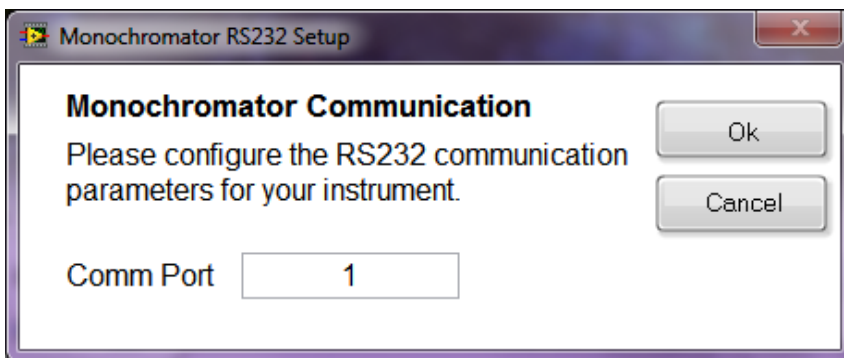 Monochromator RS232 Setup
Monochromator Communication
Please configure the RS232 communication
parameters for your instrument.
Ok
Cancel
Comm Port 1